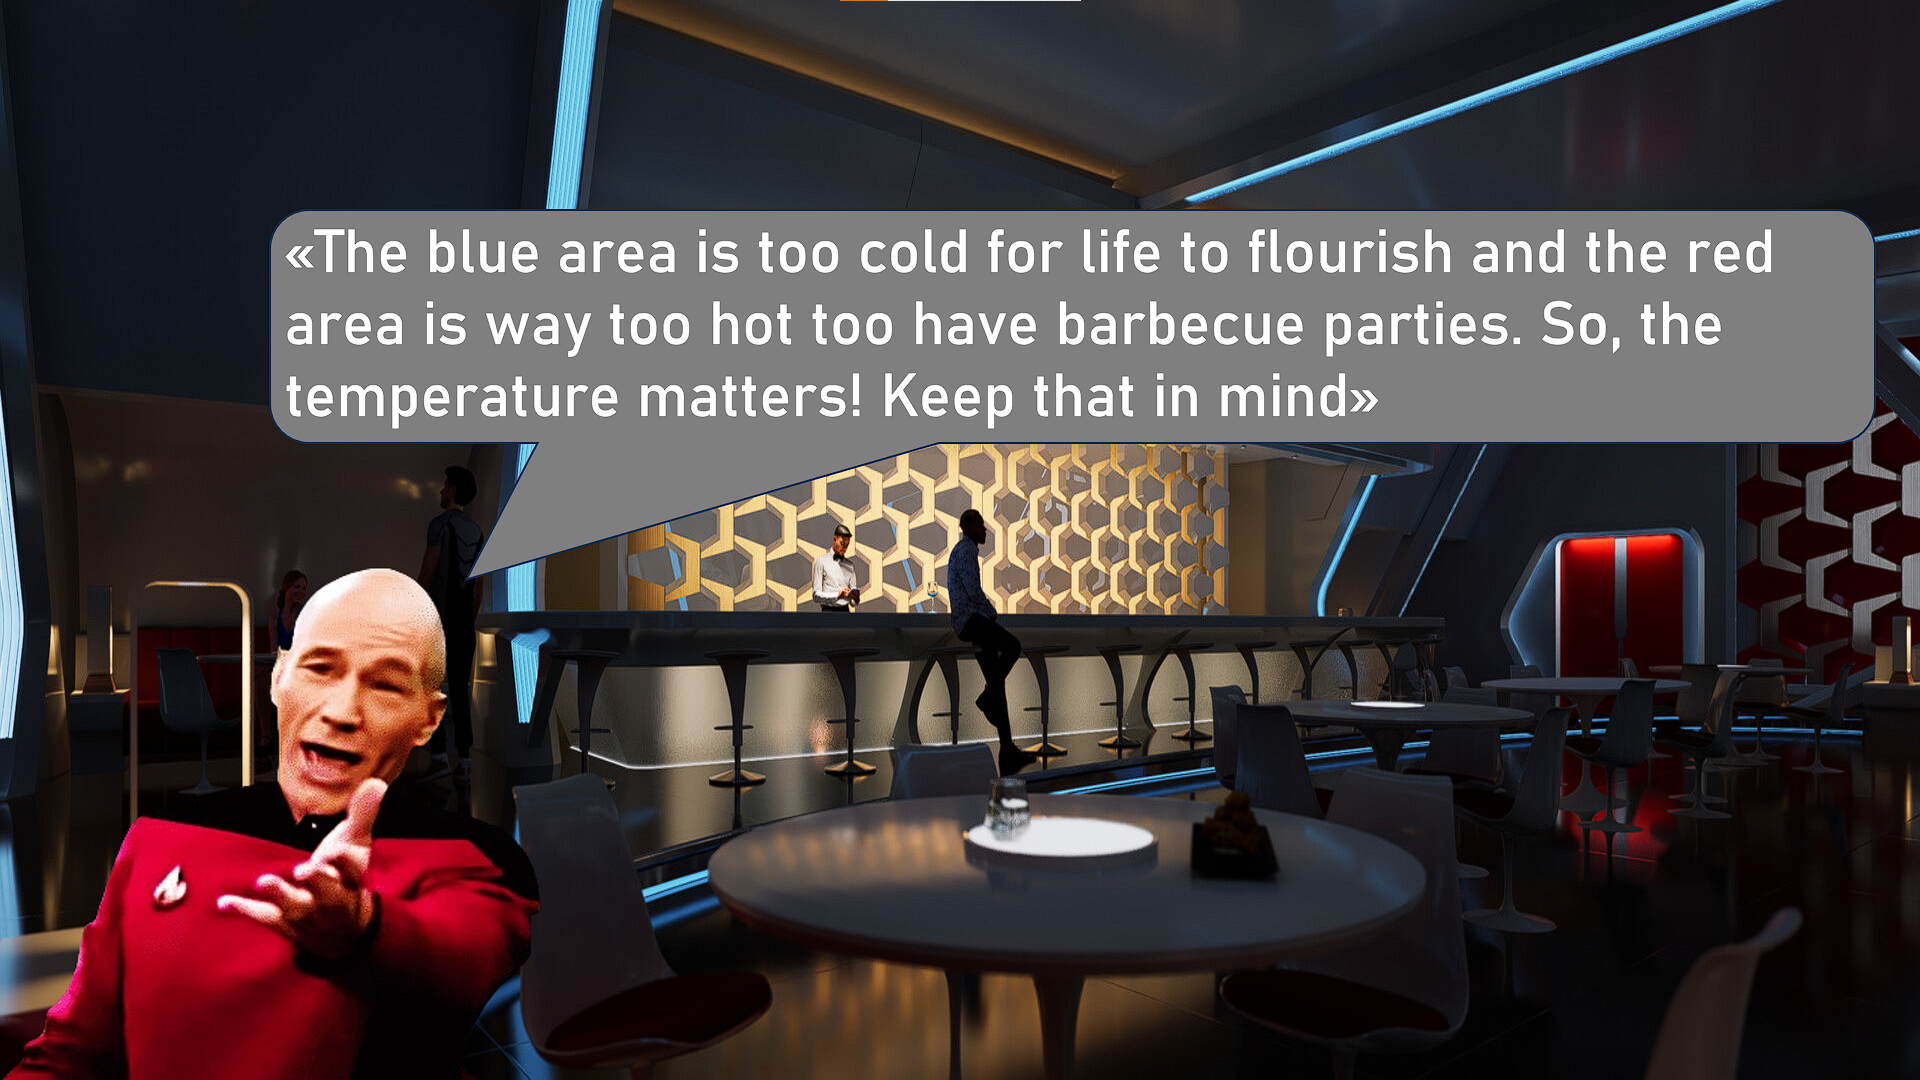 «The blue area is too cold for life to flourish and the red
area is way too hot too have barbecue parties. So, the
temperature matters! Keep that in mind»